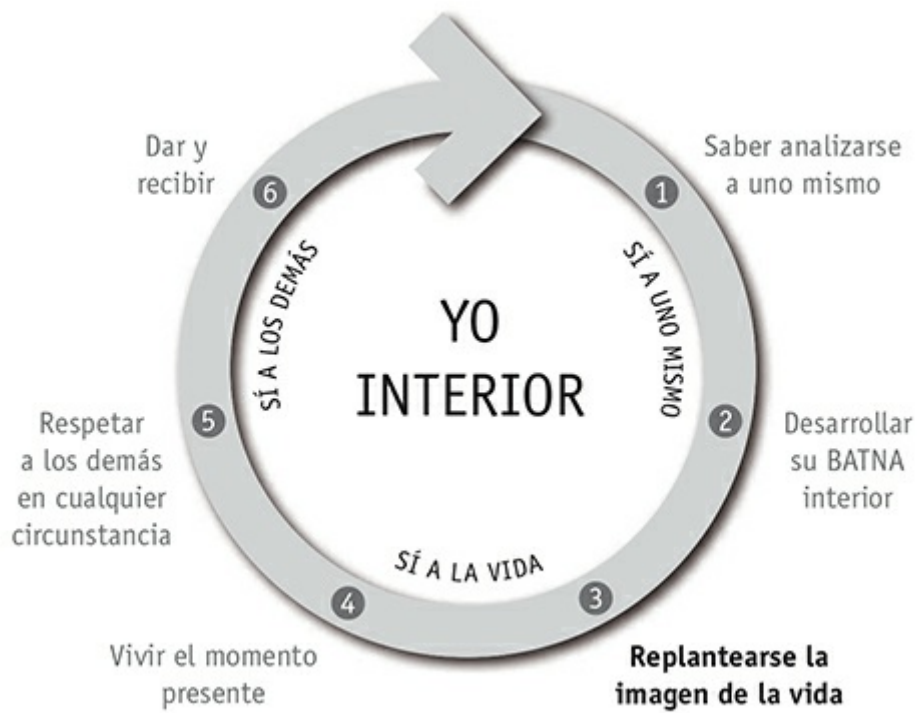 YO
INTERIOR
SÍ A UNO MISMO
SÍ A LA VIDA
SÍ A LOS DEMÁS
1
Saber analizarse
a uno mismo
2
Desarrollar
su BATNA
interior
3
Replantearse la
imagen de la vida
4
Vivir el momento
presente
5
Respetar
a los demás
en cualquier
circunstancia
6
Dar y
recibir